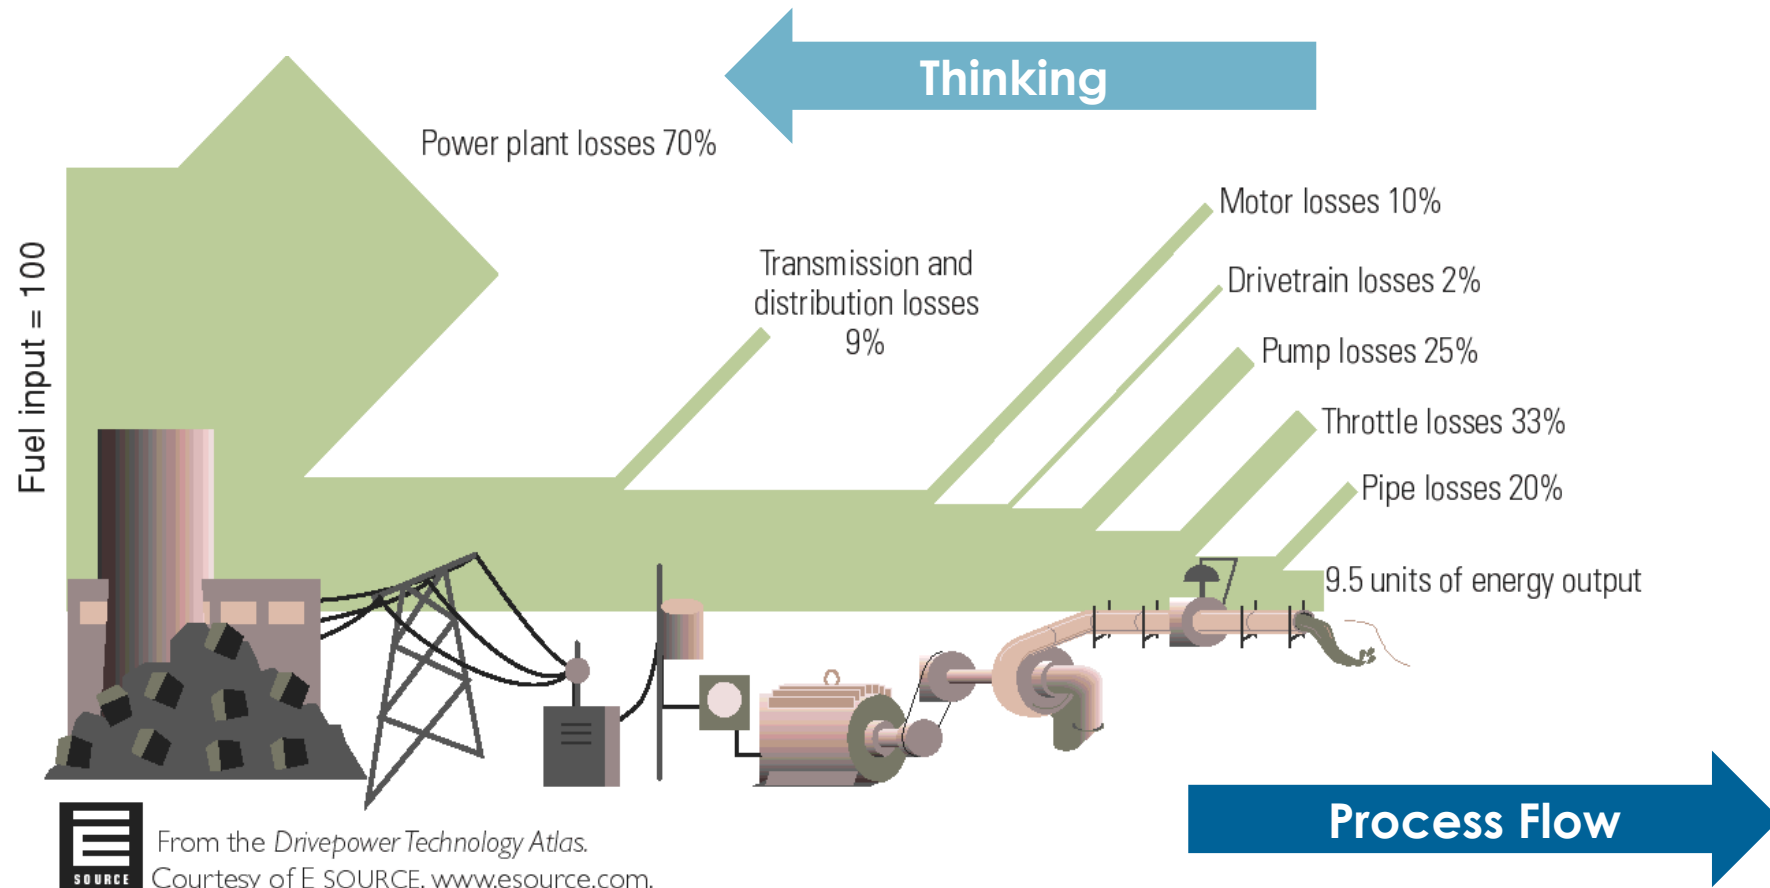 Thinking
Power plant losses 70%
Motor losses 10%
Transmission and
distribution losses
9%
Drivetrain losses 2%
Pump losses 25%
Throttle losses 33%
Pipe losses 20%
Fuel input = 100
9.5 units of energy output
Process Flow
E
SOURCE
From the Drivepower Technology Atlas.
Courtesy of E SOURCE, www.esource.com.